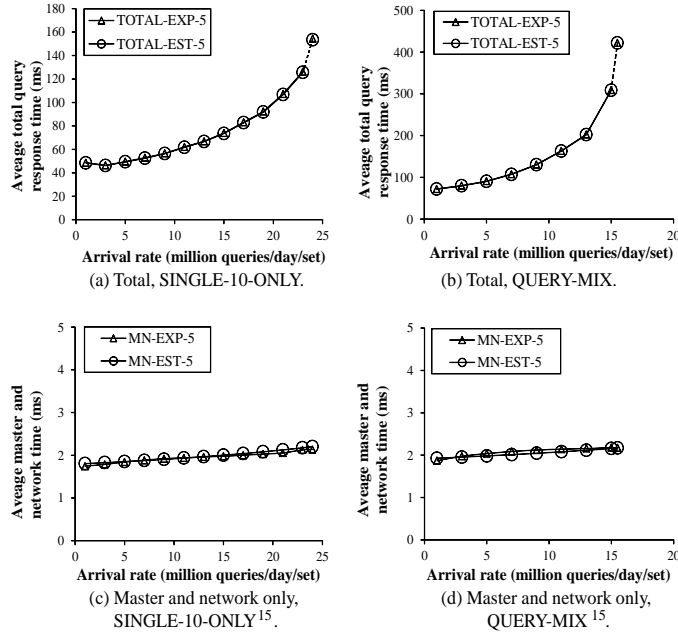 TOTAL-EXP-5
TOTAL-EST-5
Aveage total query
response time (ms)
180
160
140
120
100
80
60
40
20
0
0 5 10 15 20 25
Arrival rate (million queries/day/set)
(a) Total, SINGLE-10-ONLY.
TOTAL-EXP-5
TOTAL-EST-5
Aveage total query
response time (ms)
500
400
300
200
100
0
0 5 10 15 20
Arrival rate (million queries/day/set)
(b) Total, QUERY-MIX.
MN-EXP-5
MN-EST-5
Aveage master and
network time (ms)
5
4
3
2
1
0
0 5 10 15 20 25
Arrival rate (million queries/day/set)
(c) Master and network only,
SINGLE-10-ONLY15.
MN-EXP-5
MN-EST-5
Aveage master and
network time (ms)
5
4
3
2
1
0
0 5 10 15 20
Arrival rate (million queries/day/set)
(d) Master and network only,
QUERY-MIX 15.